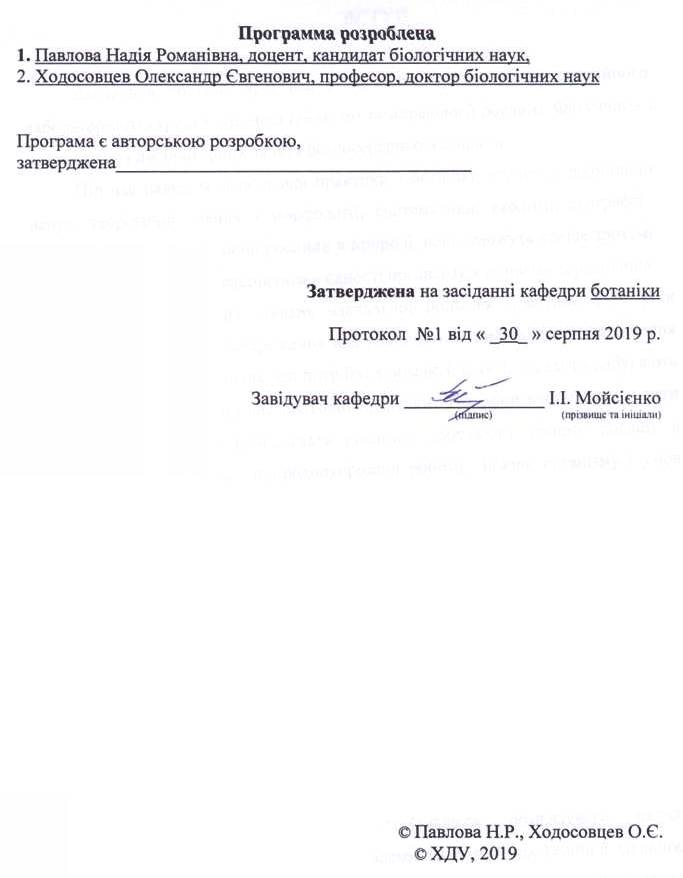 Программа розроблена
1. Павлова Надія Романівна, доцент, кандидат біологічних наук,
2. Ходосовцев Олександр Євгенович, професор, доктор біологічних наук
Програма є авторською розробкою,
затверджена
Затверджена на засіданні кафедри ботаніки
Протокол №1 від « 30 » серпня 2019 р.
Завідувач кафедри І.І. Мойсієнко
(підпис) (прізвище та ініціали)
© Павлова Н.Р., Ходосовцев О.Є.
© ХДУ, 2019